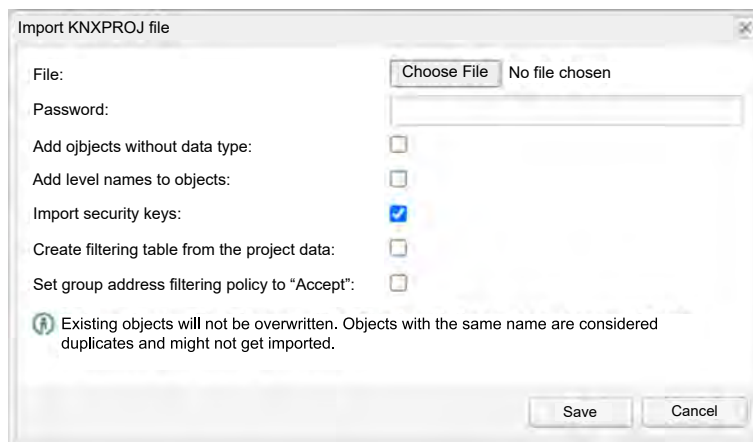 Import KNXPROJ file
File:
Choose File No file chosen
Password:
Add ojbjects without data type:
Add level names to objects:
Import security keys:
Create filtering table from the project data:
Set group address filtering policy to “Accept”:
Existing objects will not be overwritten. Objects with the same name are considered
duplicates and might not get imported.
Save Cancel